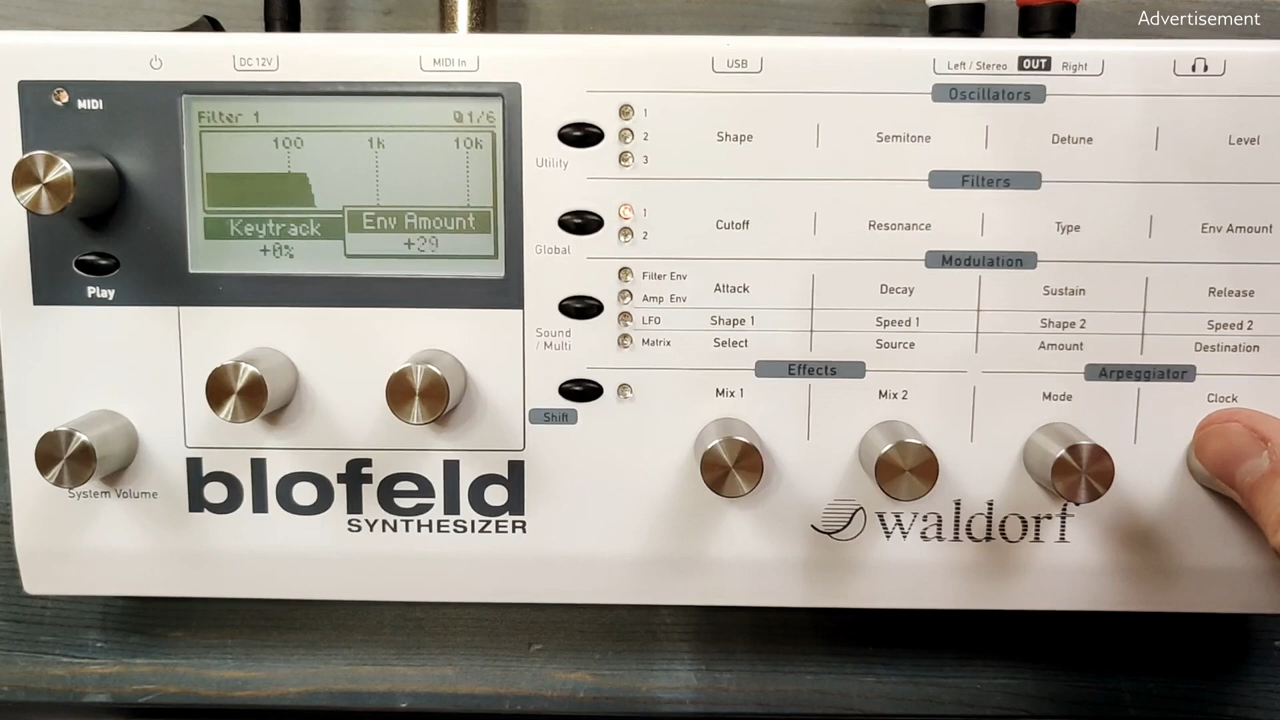 Advertisement
DC 12V
MIDI In
USB
Left / Stereo OUT Right
MIDI
Filter 1
1/6
100 1k 10k
Keytrack
+0%
Env Amount
+29
Play
System Volume
blofeld
SYNTHESIZER
Utility
Global
Sound
/ Multi
Shift
Oscillators
1
2
3
Shape Semitone Detune Level
Filters
1
2
Cutoff Resonance Type Env Amount
Modulation
Filter Env
Amp Env
Attack Decay Sustain Release
LFO Shape 1 Speed 1 Shape 2 Speed 2
Matrix Select Source Amount Destination
Effects
Arpeggiator
Mix 1 Mix 2 Mode Clock
waldorf